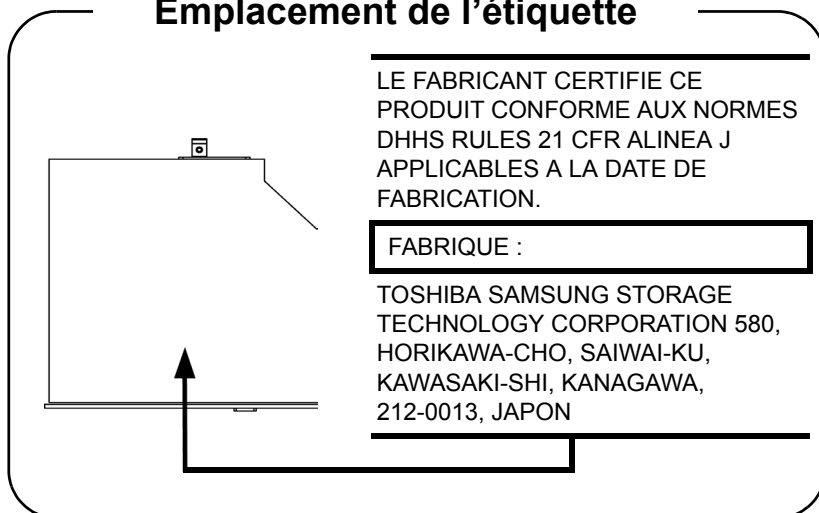 Emplacement de l’étiquette
LE FABRICANT CERTIFIE CE
PRODUIT CONFORME AUX NORMES
DHHS RULES 21 CFR ALINEA J
APPLICABLES A LA DATE DE
FABRICATION.
FABRIQUE :
TOSHIBA SAMSUNG STORAGE
TECHNOLOGY CORPORATION 580,
HORIKAWA-CHO, SAIWAI-KU,
KAWASAKI-SHI, KANAGAWA,
212-0013, JAPON